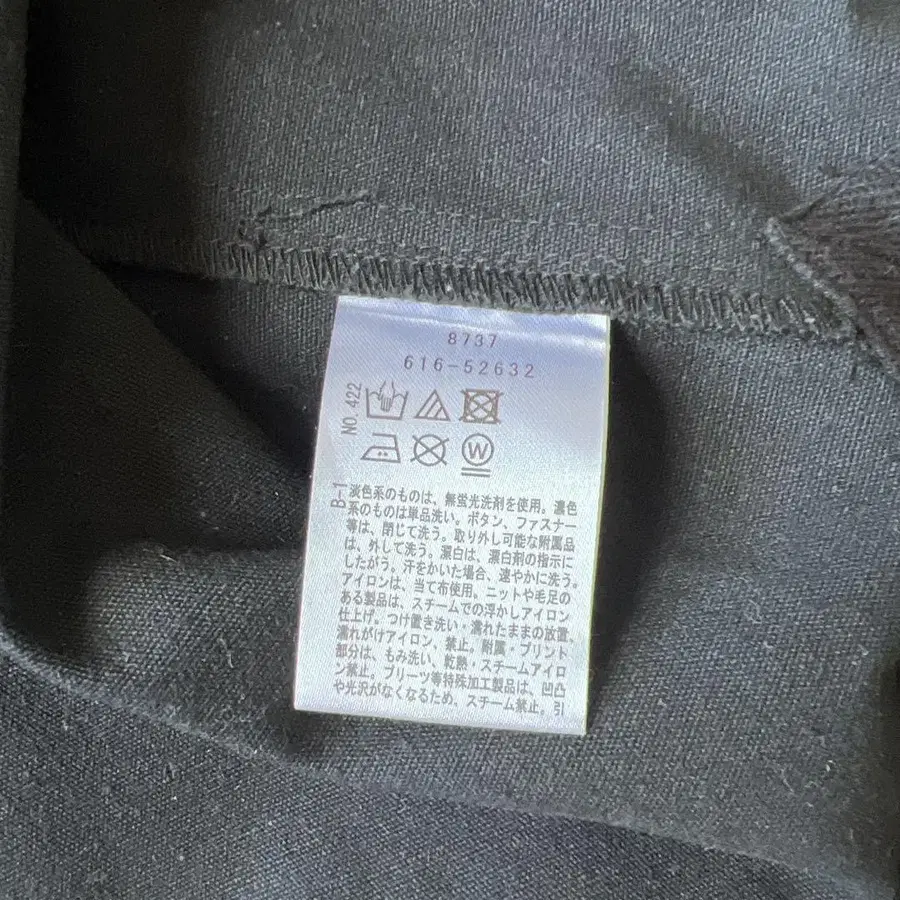 8737
616-52632
NO. 422
W
B-1
淡色系のものは、無蛍光洗剤を使用。濃色
系のものは単品洗い。ボタン、ファスナー
等は、閉じて洗う。取り外し可能な附属品
は、外して洗う。漂白は、漂白剤の指示に
したがう。汗をかいた場合、速やかに洗う。
アイロンは、当て布使用。ニットや毛足の
ある製品は、スチームでの浮かしアイロン
仕上げ。つけ置き洗い・濡れたままの放置、
濡れがけアイロン、禁止。附属・プリント
部分は、もみ洗い、乾熱・スチームアイロ
ン禁止。プリーツ等特殊加工製品は、凹凸
や光沢がなくなるため、スチーム禁止。引